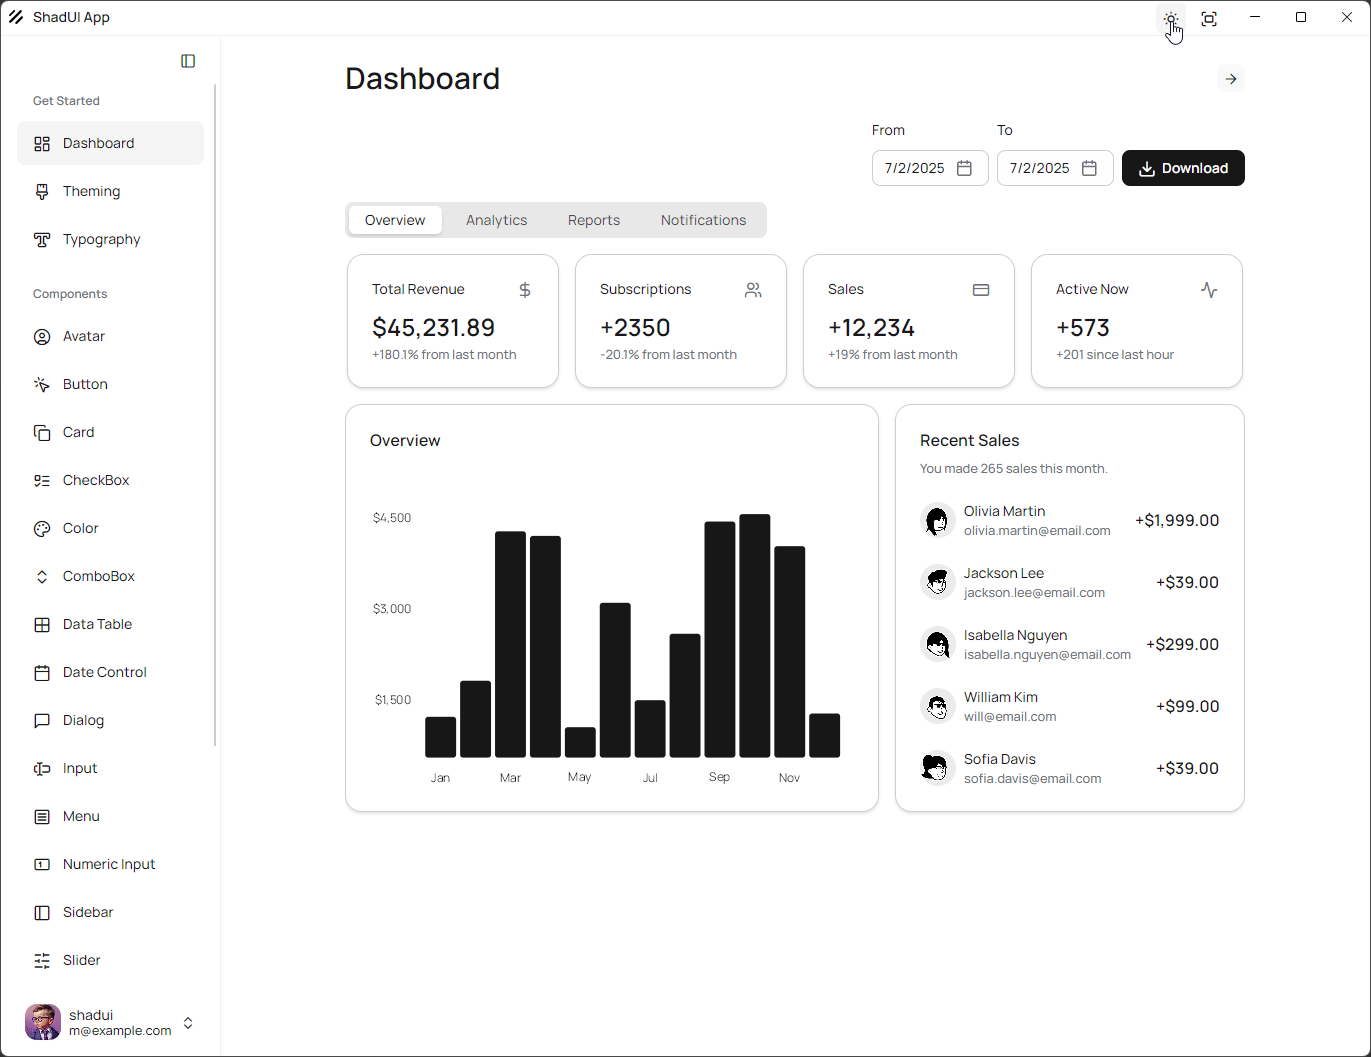 ShadUI App
Get Started
Dashboard
Theming
Typography
Components
Avatar
Button
Card
CheckBox
Color
ComboBox
Data Table
Date Control
Dialog
Input
Menu
Numeric Input
Sidebar
Slider
shadui
m@example.com
Dashboard
From To
7/2/2025 7/2/2025 Download
Overview Analytics Reports Notifications
Total Revenue
$45,231.89
+180.1% from last month
Subscriptions
+2350
-20.1% from last month
Sales
+12,234
+19% from last month
Active Now
+573
+201 since last hour
Overview
$4,500
$3,000
$1,500
Jan Mar May Jul Sep Nov
Recent Sales
You made 265 sales this month.
Olivia Martin
olivia.martin@email.com
+$1,999.00
Jackson Lee
jackson.lee@email.com
+$39.00
Isabella Nguyen
isabella.nguyen@email.com
+$299.00
William Kim
will@email.com
+$99.00
Sofia Davis
sofia.davis@email.com
+$39.00